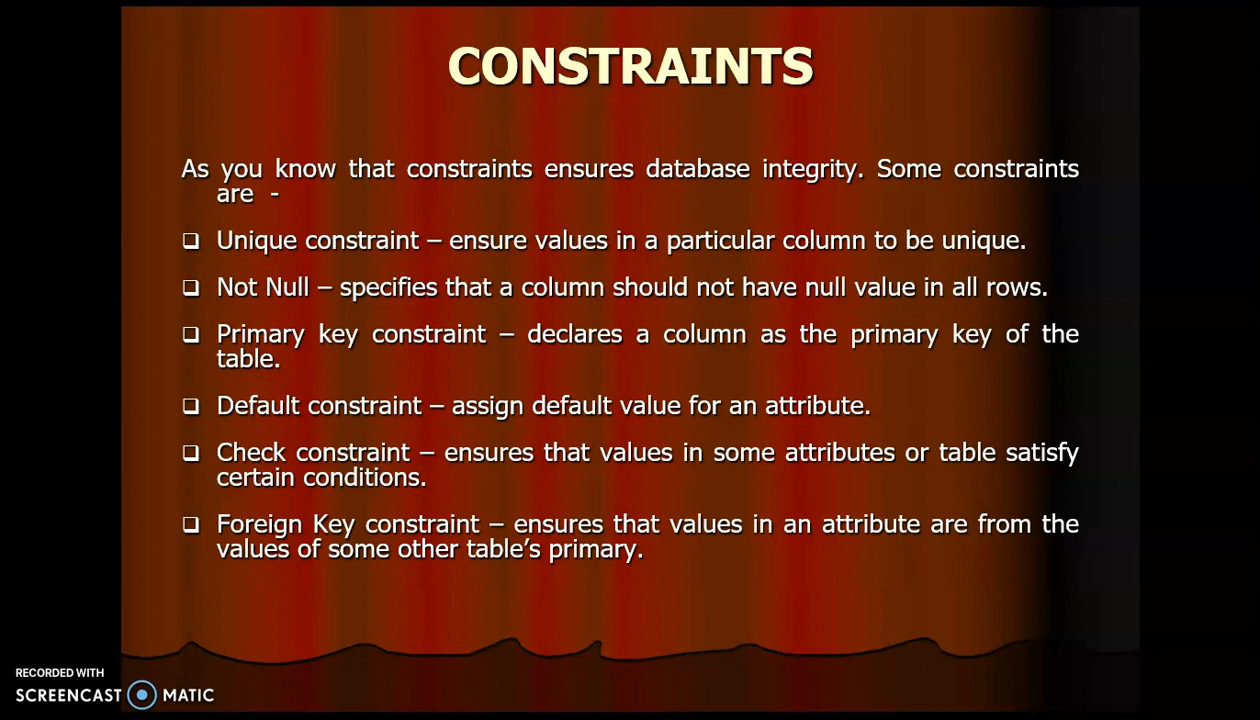 CONSTRAINTS
As you know that constraints ensures database integrity. Some constraints
are -
❑ Unique constraint – ensure values in a particular column to be unique.
❑ Not Null – specifies that a column should not have null value in all rows.
❑ Primary key constraint – declares a column as the primary key of the
table.
❑ Default constraint – assign default value for an attribute.
❑ Check constraint – ensures that values in some attributes or table satisfy
certain conditions.
❑ Foreign Key constraint – ensures that values in an attribute are from the
values of some other table’s primary.
RECORDED WITH
SCREENCAST MATIC